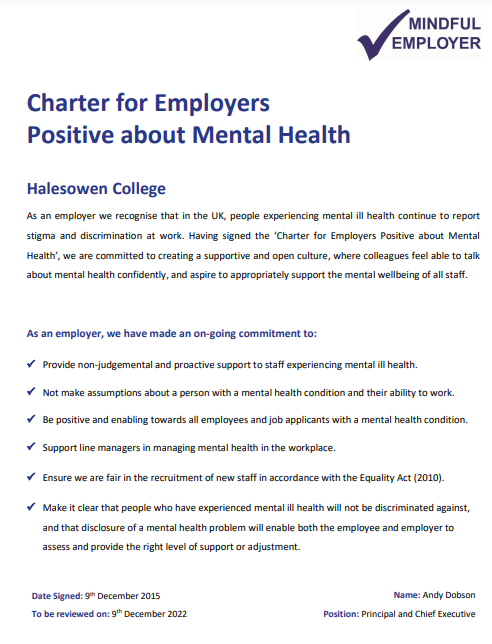 MINDFUL
EMPLOYER
Charter for Employers
Positive about Mental Health
Halesowen College
As an employer we recognise that in the UK, people experiencing mental ill health continue to report
stigma and discrimination at work. Having signed the ‘Charter for Employers Positive about Mental
Health’, we are committed to creating a supportive and open culture, where colleagues feel able to talk
about mental health confidently, and aspire to appropriately support the mental wellbeing of all staff.
As an employer, we have made an on-going commitment to:
✓ Provide non-judgemental and proactive support to staff experiencing mental ill health.
✓ Not make assumptions about a person with a mental health condition and their ability to work.
✓ Be positive and enabling towards all employees and job applicants with a mental health condition.
✓ Support line managers in managing mental health in the workplace.
✓ Ensure we are fair in the recruitment of new staff in accordance with the Equality Act (2010).
✓ Make it clear that people who have experienced mental ill health will not be discriminated against,
and that disclosure of a mental health problem will enable both the employee and employer to
assess and provide the right level of support or adjustment.
Date Signed: 9th December 2015 Name: Andy Dobson
To be reviewed on: 9th December 2022 Position: Principal and Chief Executive